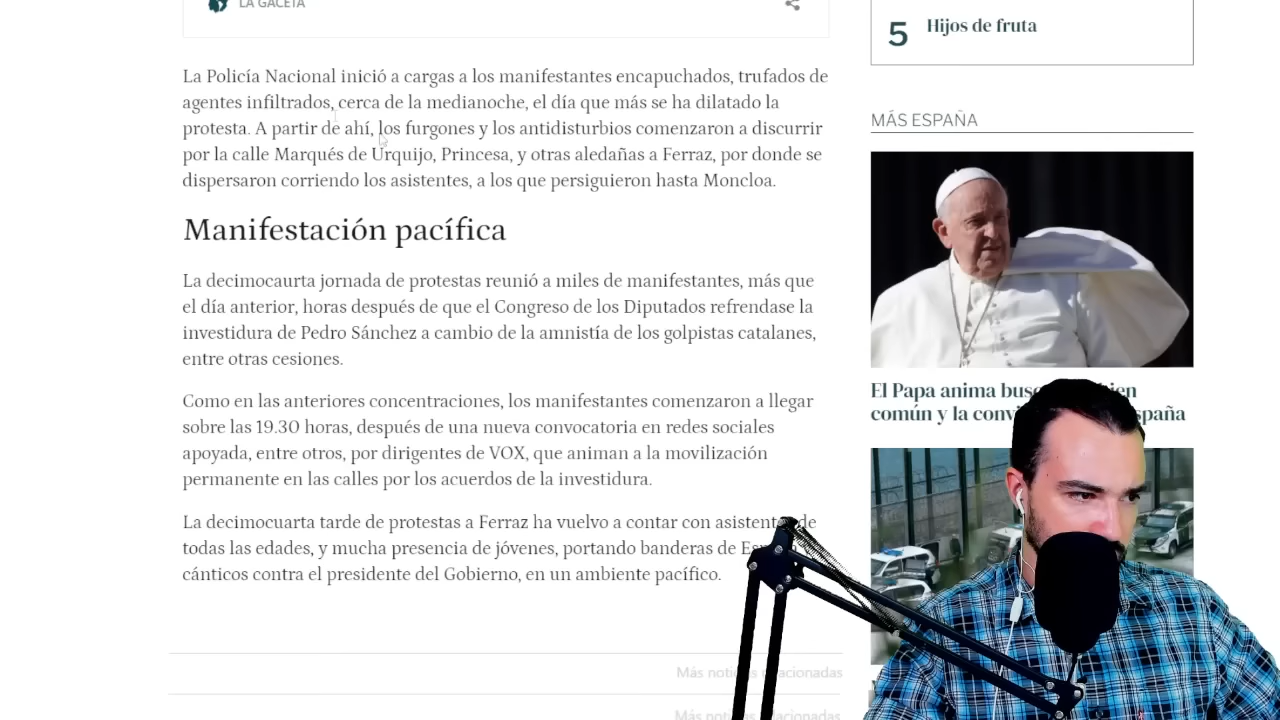 LA GACETA
La Policía Nacional inició a cargas a los manifestantes encapuchados, trufados de
agentes infiltrados, cerca de la medianoche, el día que más se ha dilatado la
protesta. A partir de ahí, los furgones y los antidisturbios comenzaron a discurrir
por la calle Marqués de Urquijo, Princesa, y otras aledañas a Ferraz, por donde se
dispersaron corriendo los asistentes, a los que persiguieron hasta Moncloa.
Manifestación pacífica
La decimocaurta jornada de protestas reunió a miles de manifestantes, más que
el día anterior, horas después de que el Congreso de los Diputados refrendase la
investidura de Pedro Sánchez a cambio de la amnistía de los golpistas catalanes,
entre otras cesiones.
Como en las anteriores concentraciones, los manifestantes comenzaron a llegar
sobre las 19.30 horas, después de una nueva convocatoria en redes sociales
apoyada, entre otros, por dirigentes de VOX, que animan a la movilización
permanente en las calles por los acuerdos de la investidura.
La decimocuarta tarde de protestas a Ferraz ha vuelvo a contar con asistent de
todas las edades, y mucha presencia de jóvenes, portando banderas de Es
cánticos contra el presidente del Gobierno, en un ambiente pacífico.
Más noti relacionadas
Más not relacionadas
5 Hijos de fruta
MÁS ESPAÑA
El Papa anima bus bien
común y la conv spaña